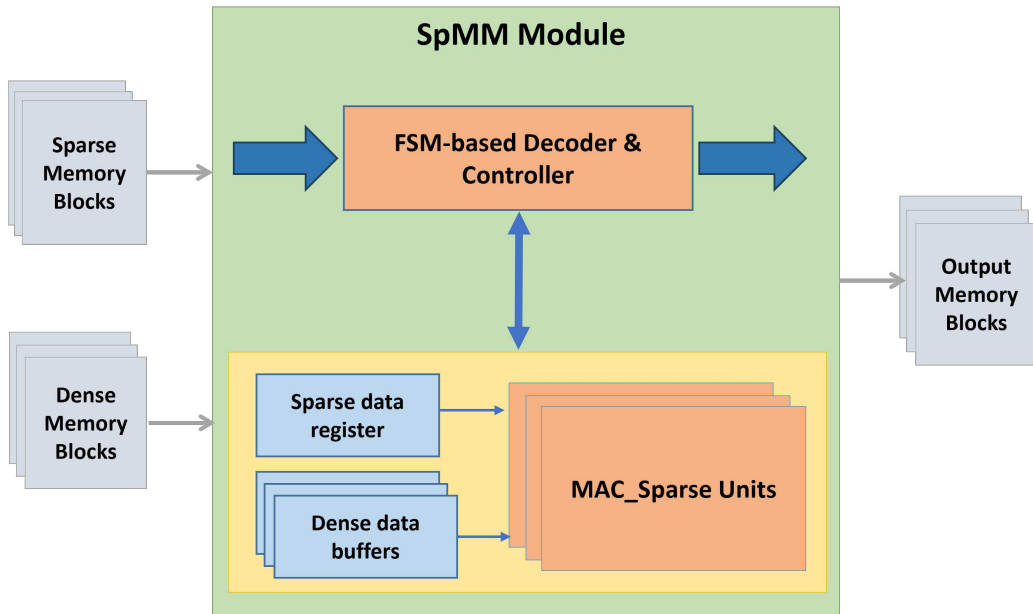 SpMM Module
Sparse
Memory
Blocks
FSM-based Decoder &
Controller
Output
Memory
Blocks
Dense
Memory
Blocks
Sparse data
register
MAC_Sparse Units
Dense data
buffers